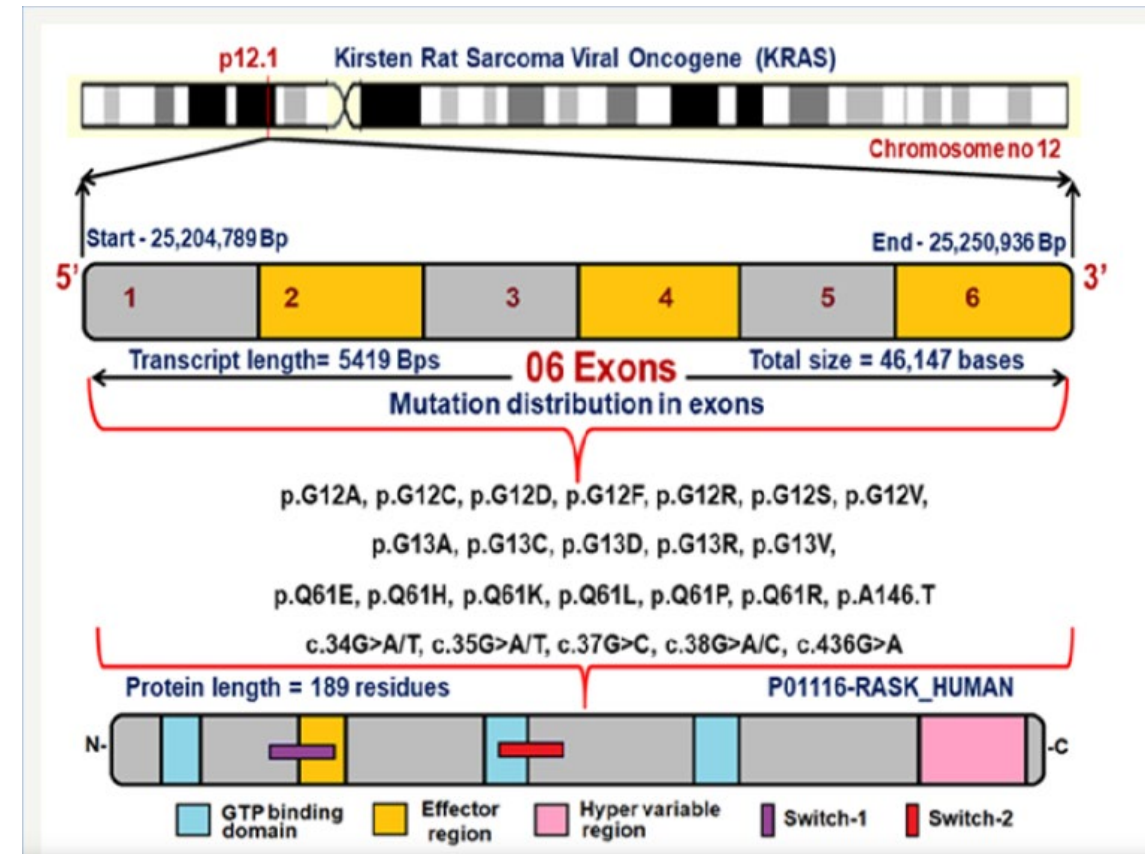 p12.1 Kirsten Rat Sarcoma Viral Oncogene (KRAS)
Chromosome no 12
Start - 25,204,789 Bp End - 25,250,936 Bp
5’ 1 2 3 4 5 6 3’
Transcript length= 5419 Bps 06 Exons Total size = 46,147 bases
Mutation distribution in exons
p.G12A, p.G12C, p.G12D, p.G12F, p.G12R, p.G12S, p.G12V,
p.G13A, p.G13C, p.G13D, p.G13R, p.G13V,
p.Q61E, p.Q61H, p.Q61K, p.Q61L, p.Q61P, p.Q61R, p.A146.T
c.34G>A/T, c.35G>A/T, c.37G>C, c.38G>A/C, c.436G>A
Protein length = 189 residues P01116-RASK_HUMAN
N- -C
GTP binding Effector Hyper variable Switch-1 Switch-2
domain region region